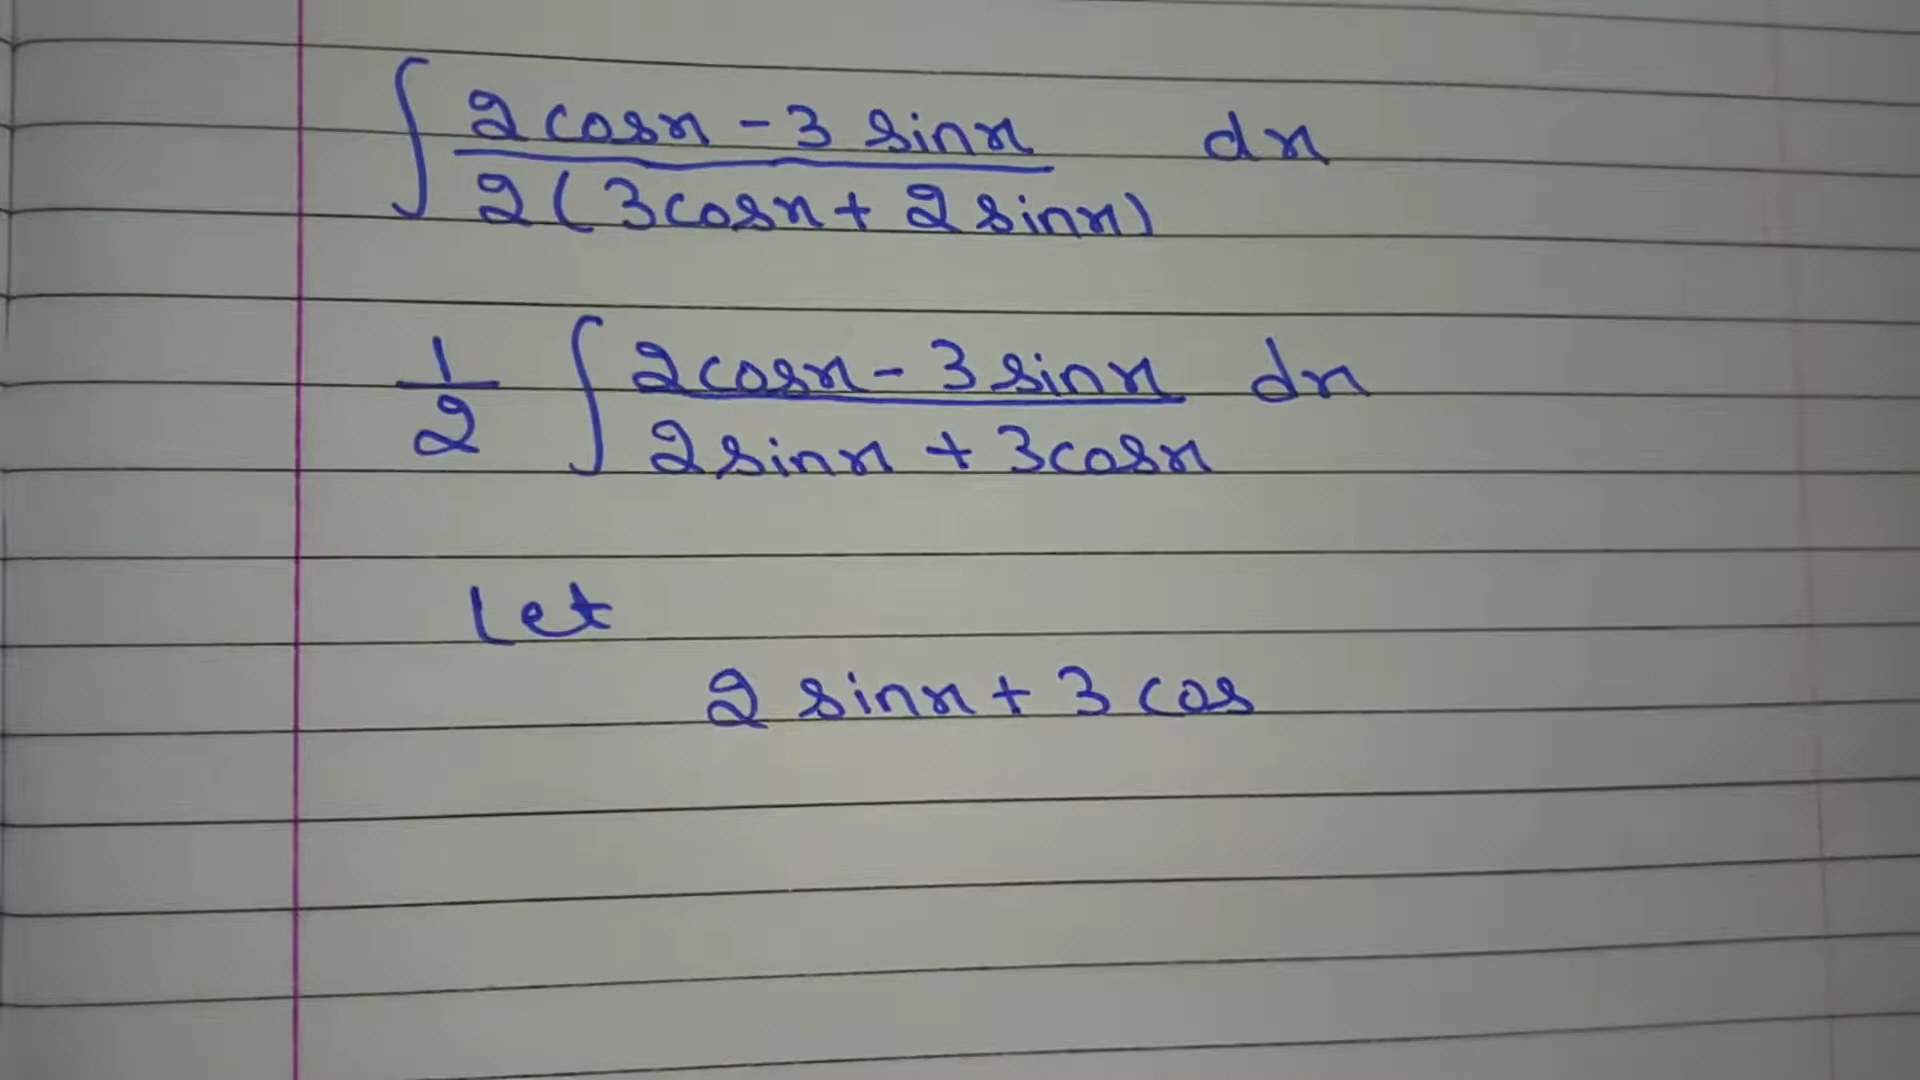 ∫ (2cosx - 3 sinx) / (2(3cosx + 2sinx)) dx
1/2 ∫ (2cosx - 3sinx) / (2sinx + 3cosx) dx
Let
2 sinx + 3 cos